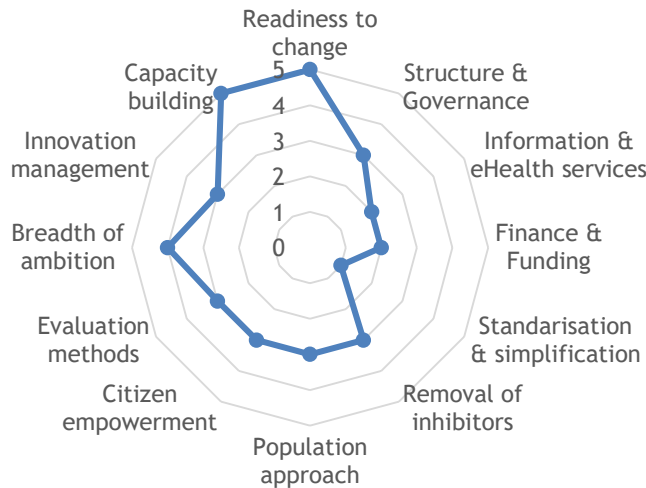 Readiness to
change
Structure &
Governance
Information &
eHealth services
Finance &
Funding
Standarisation
& simplification
Removal of
inhibitors
Population
approach
Citizen
empowerment
Evaluation
methods
Breadth of
ambition
Innovation
management
Capacity
building
5
4
3
2
1
0